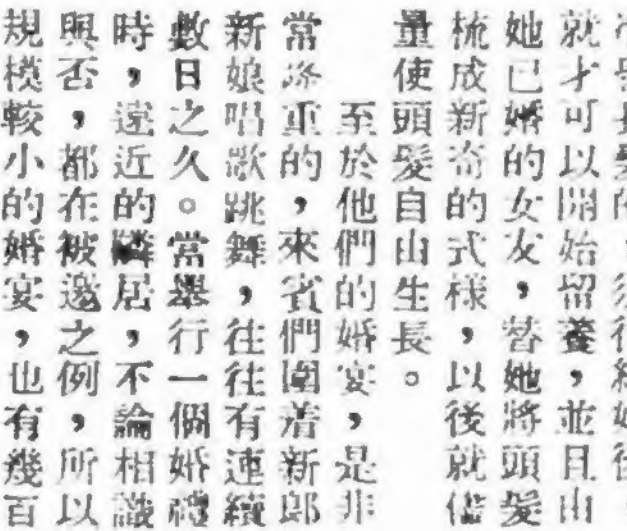 就才可以開始留養，並且由
她已婚的女友，替她將頭髮
梳成新奇的式樣，以後就儘
量使頭髮自由生長。
至於他們的婚宴，是非
常隆重的，來賓們圍着新郎
新娘唱歌跳舞，往往有連續
數日之久。當舉行一個婚禮
時，遠近的隣居，不論相識
與否，都在被邀之例，所以
規模較小的婚宴，也有幾百